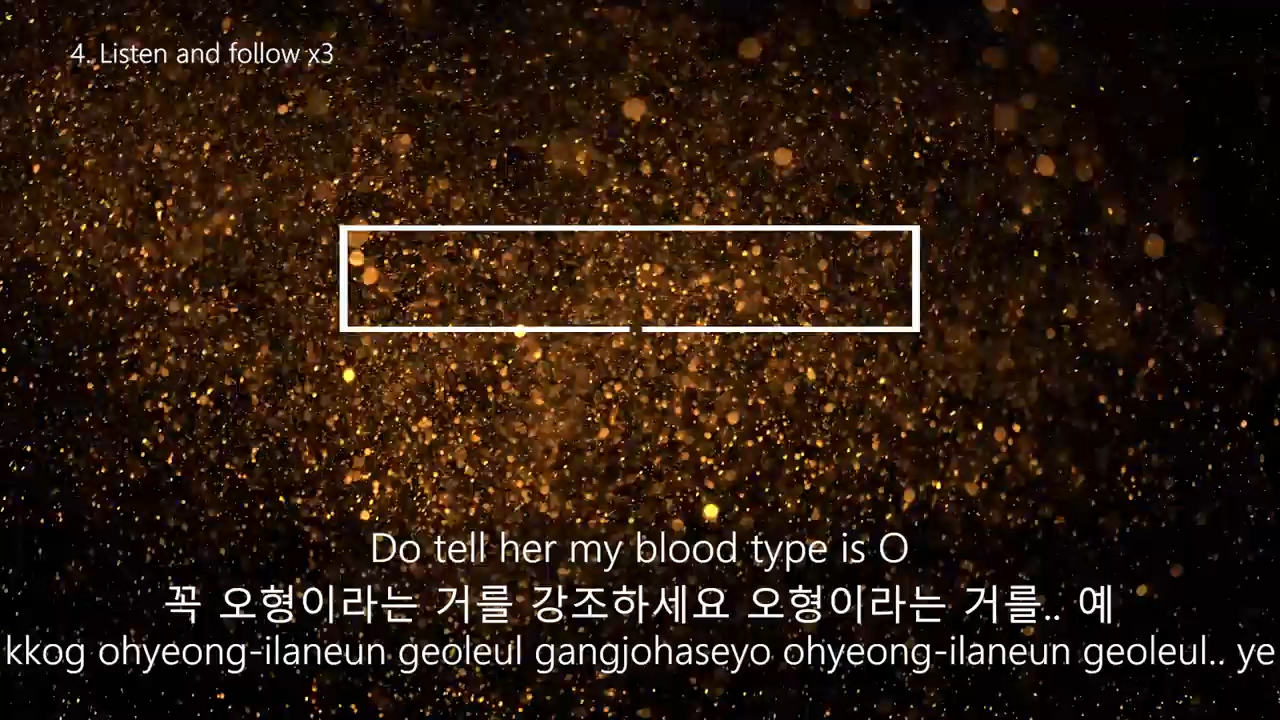 4. Listen and follow x3
Do tell her my blood type is O
꼭 오형이라는 거를 강조하세요 오형이라는 거를.. 예
kkog ohyeong-ilaneun geoleul gangjohaseyo ohyeong-ilaneun geoleul.. ye